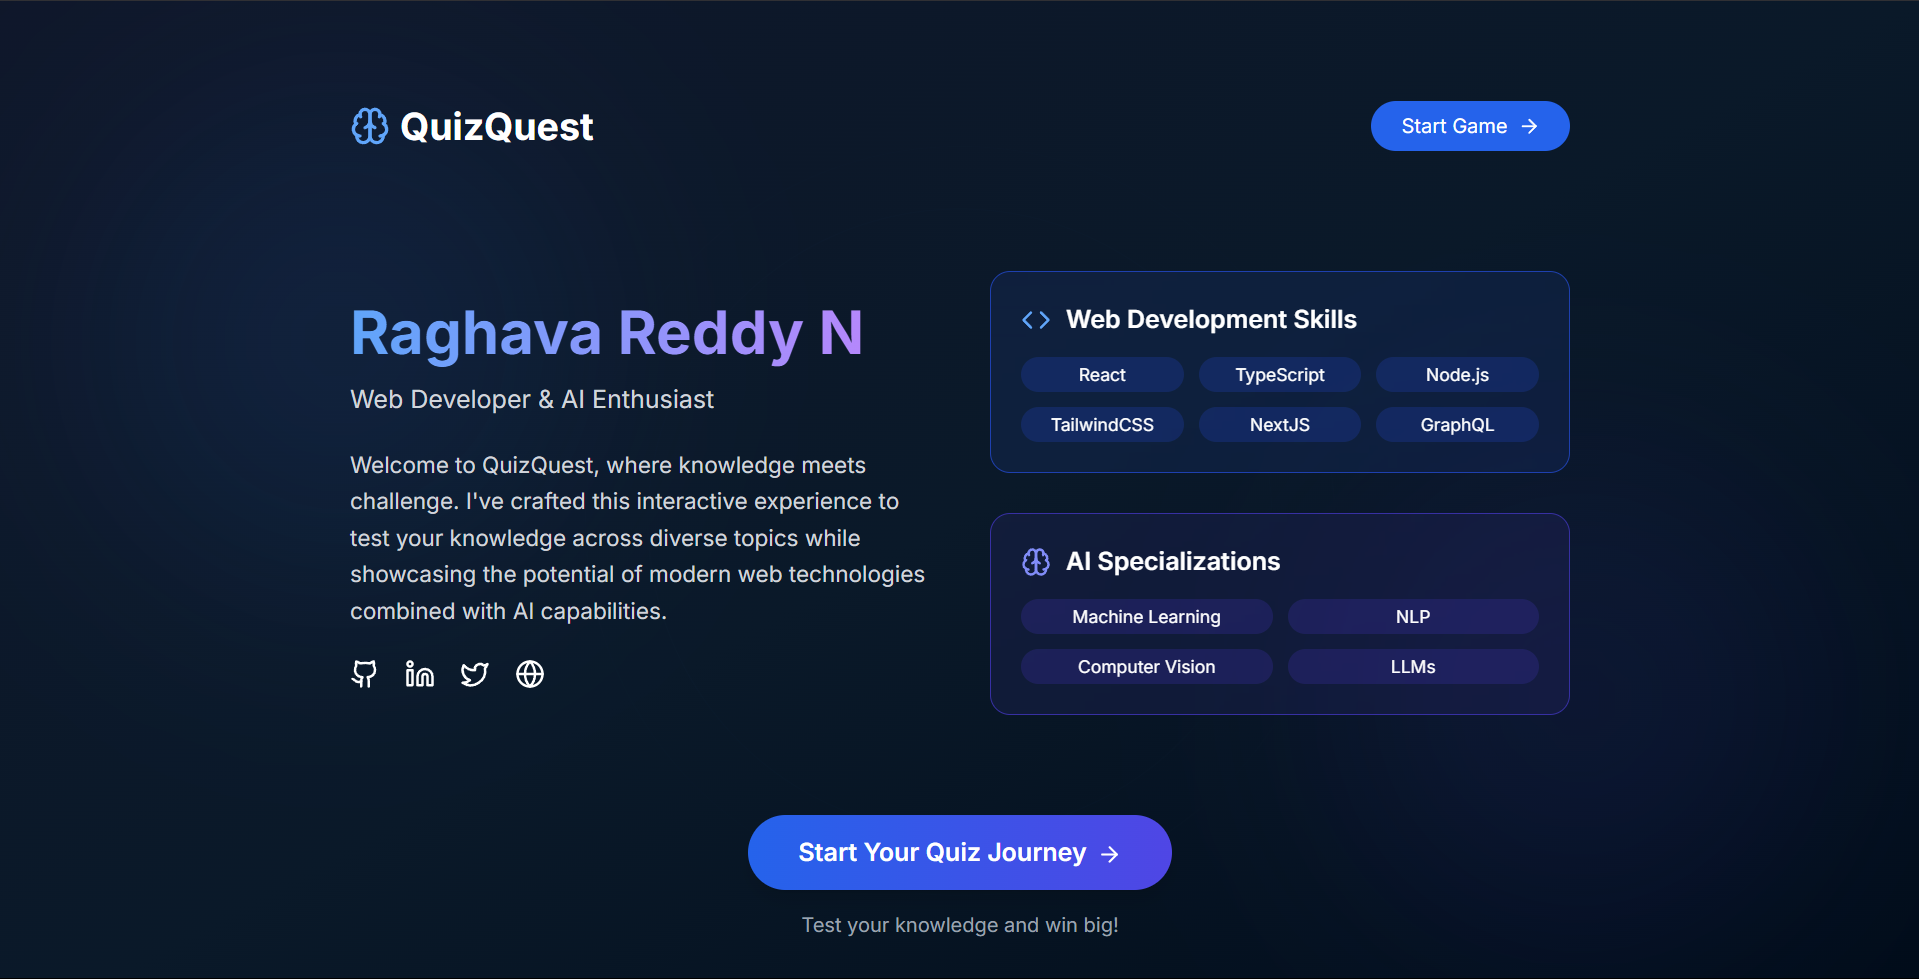 QuizQuest
Start Game
Raghava Reddy N
Web Developer & AI Enthusiast
Welcome to QuizQuest, where knowledge meets
challenge. I've crafted this interactive experience to
test your knowledge across diverse topics while
showcasing the potential of modern web technologies
combined with AI capabilities.
Web Development Skills
React TypeScript Node.js
TailwindCSS NextJS GraphQL
AI Specializations
Machine Learning NLP
Computer Vision LLMs
Start Your Quiz Journey
Test your knowledge and win big!